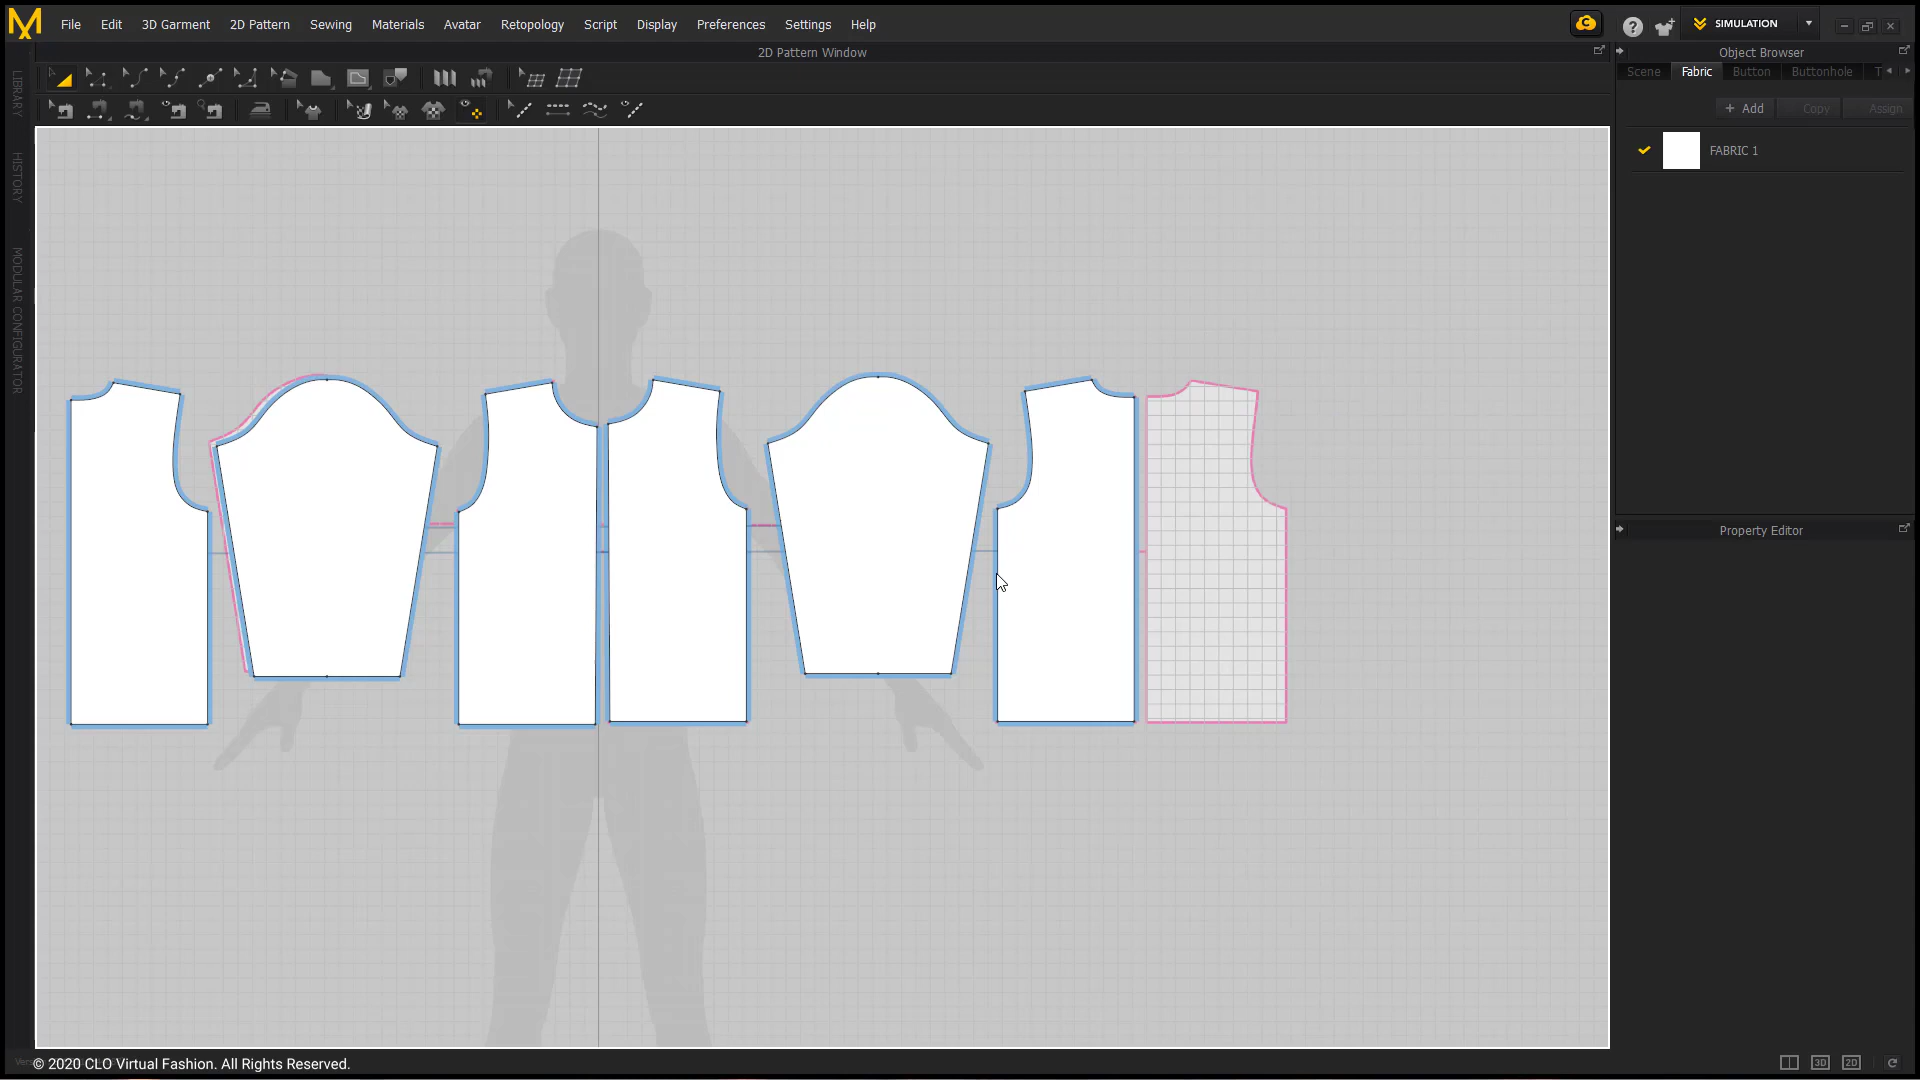 File Edit 3D Garment 2D Pattern Sewing Materials Avatar Retopology Script Display Preferences Settings Help
SIMULATION
2D Pattern Window
Object Browser
Scene Fabric Button Buttonhole T
+ Add Copy Assign
FABRIC 1
LIBRARY
HISTORY
MODULAR CONFIGURATOR
Property Editor
© 2020 CLO Virtual Fashion. All Rights Reserved.
3D 2D